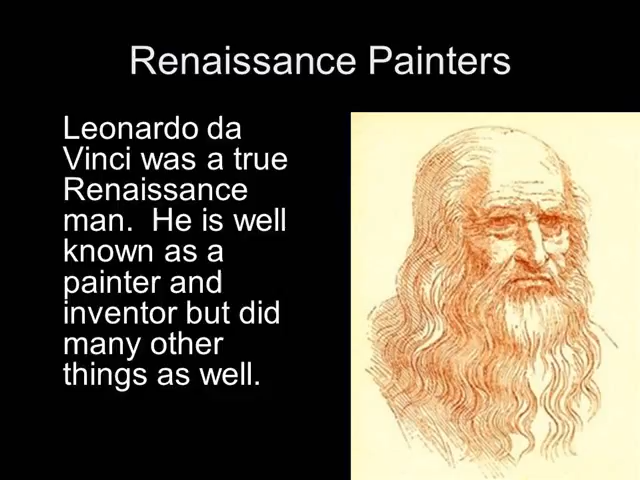 Renaissance Painters
Leonardo da
Vinci was a true
Renaissance
man.  He is well
known as a
painter and
inventor but did
many other
things as well.